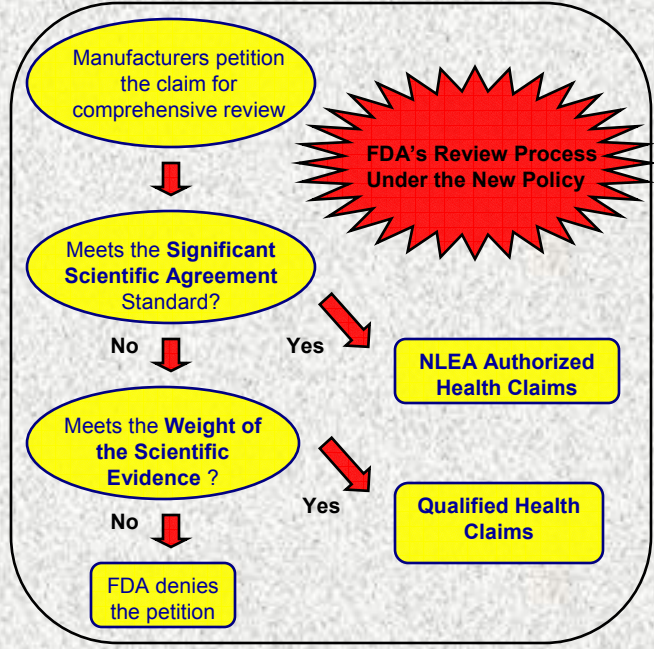 Manufacturers petition
the claim for
comprehensive review
FDA's Review Process
Under the New Policy
Meets the Significant
Scientific Agreement
Standard?
No
Yes
NLEA Authorized
Health Claims
Meets the Weight of
the Scientific
Evidence ?
No
Yes
Qualified Health
Claims
FDA denies
the petition